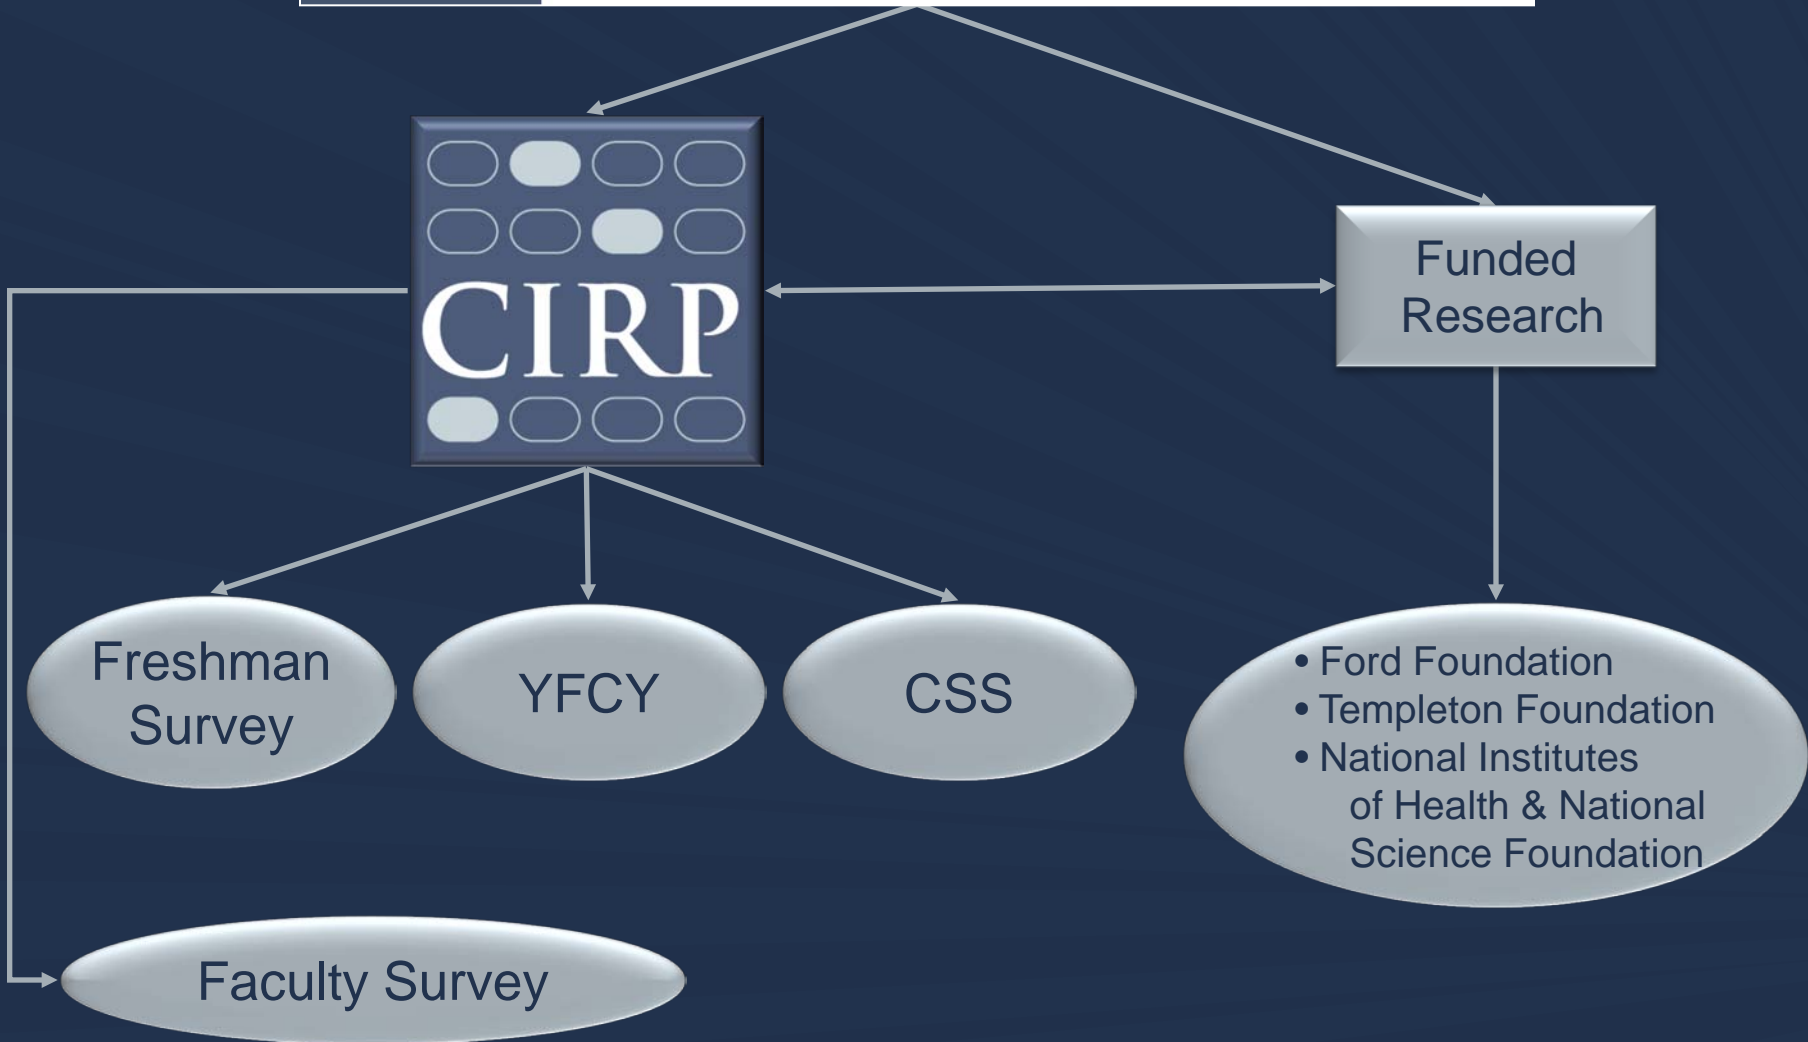 CIRP
Funded
Research
Freshman
Survey
YFCY
CSS
• Ford Foundation
• Templeton Foundation
• National Institutes
of Health & National
Science Foundation
Faculty Survey